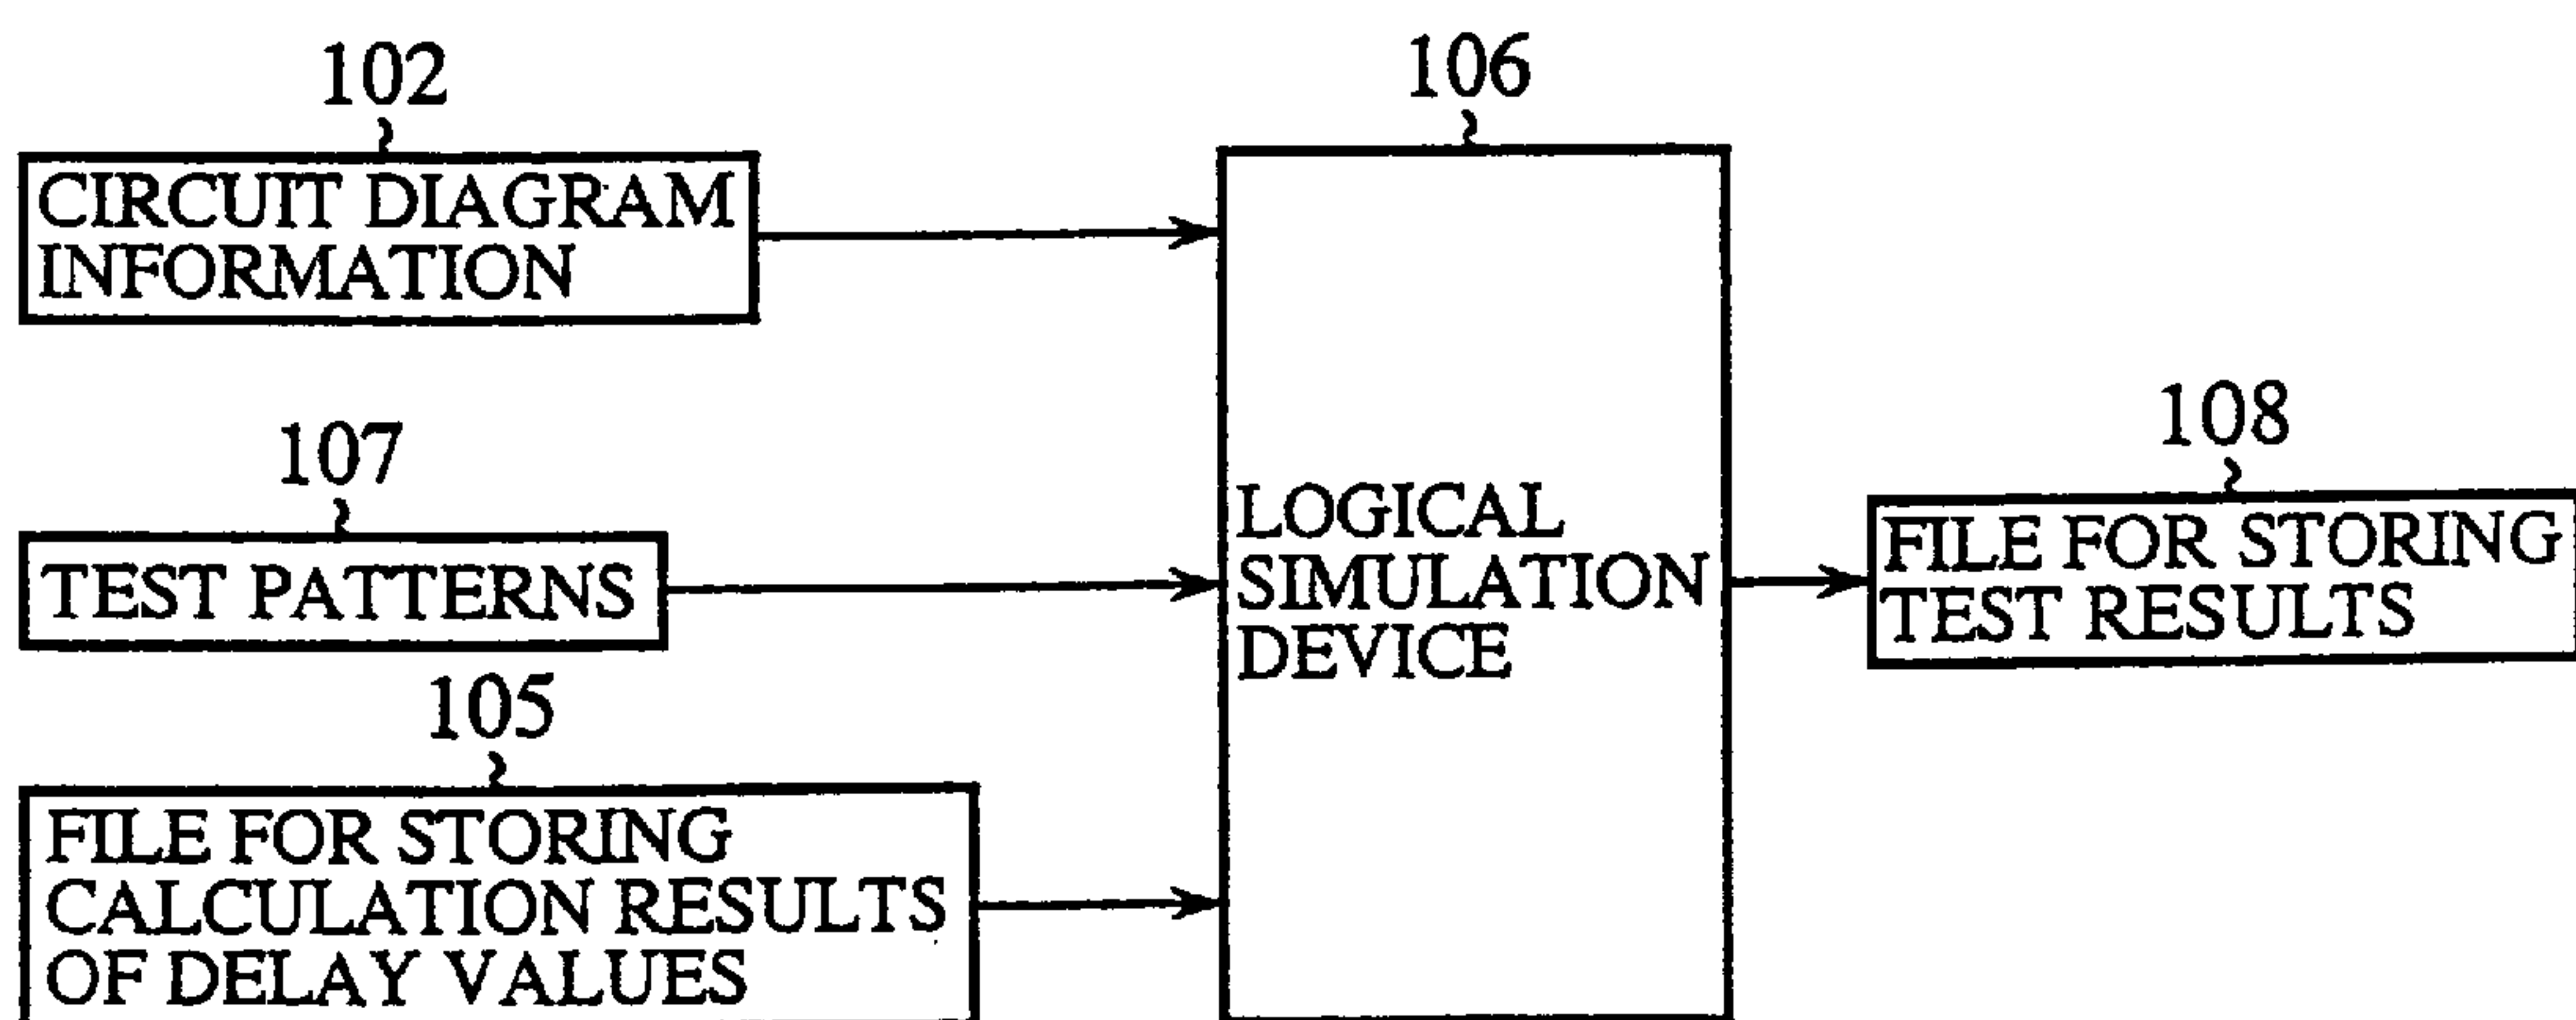 102
CIRCUIT DIAGRAM
INFORMATION
107
TEST PATTERNS
105
FILE FOR STORING
CALCULATION RESULTS
OF DELAY VALUES
106
LOGICAL
SIMULATION
DEVICE
108
FILE FOR STORING
TEST RESULTS